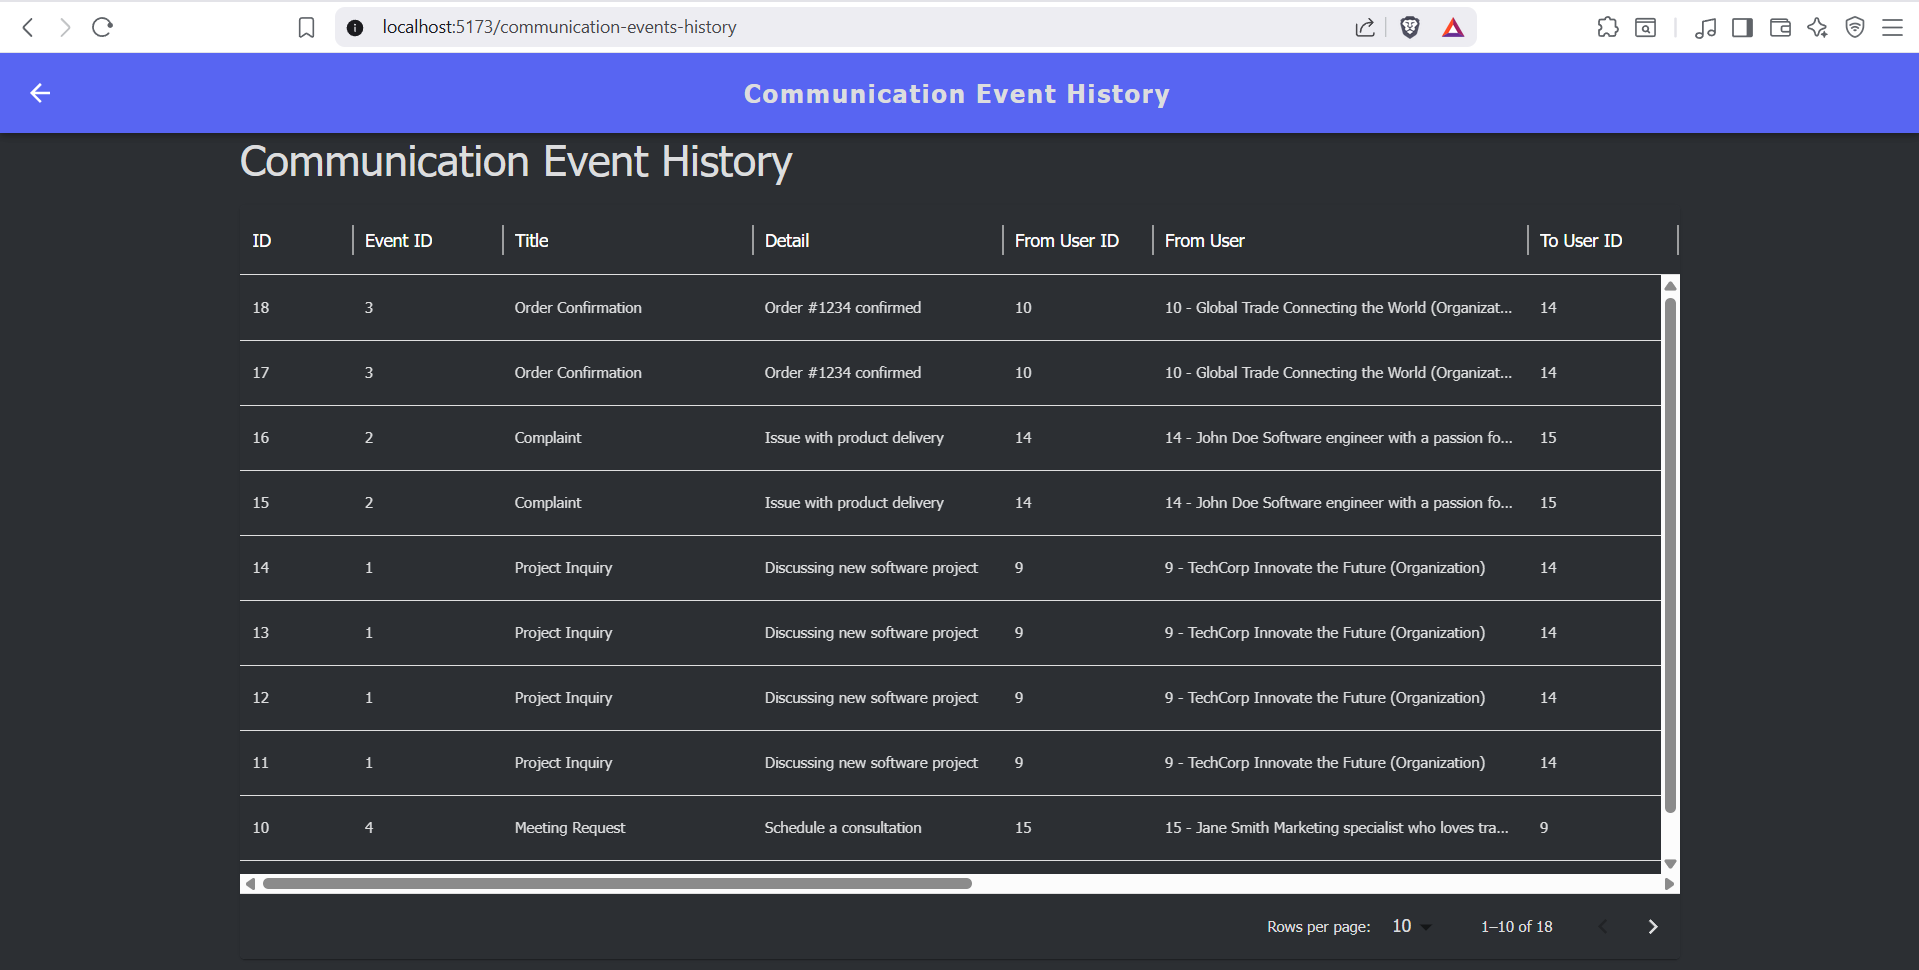 localhost:5173/communication-events-history
Communication Event History
Communication Event History
ID Event ID Title Detail From User ID From User To User ID
18 3 Order Confirmation Order #1234 confirmed 10 10 - Global Trade Connecting the World (Organizat... 14
17 3 Order Confirmation Order #1234 confirmed 10 10 - Global Trade Connecting the World (Organizat... 14
16 2 Complaint Issue with product delivery 14 14 - John Doe Software engineer with a passion fo... 15
15 2 Complaint Issue with product delivery 14 14 - John Doe Software engineer with a passion fo... 15
14 1 Project Inquiry Discussing new software project 9 9 - TechCorp Innovate the Future (Organization) 14
13 1 Project Inquiry Discussing new software project 9 9 - TechCorp Innovate the Future (Organization) 14
12 1 Project Inquiry Discussing new software project 9 9 - TechCorp Innovate the Future (Organization) 14
11 1 Project Inquiry Discussing new software project 9 9 - TechCorp Innovate the Future (Organization) 14
10 4 Meeting Request Schedule a consultation 15 15 - Jane Smith Marketing specialist who loves tra... 9
Rows per page: 10 1–10 of 18